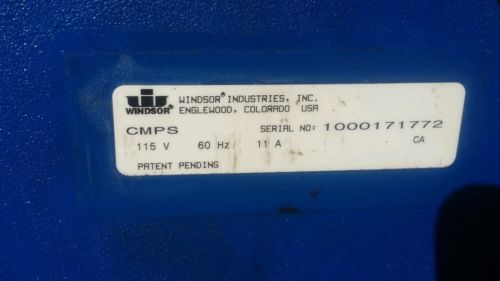 WINDSOR® INDUSTRIES, INC.
ENGLEWOOD, COLORADO USA
WINDSOR®
CMPS SERIAL NO: 1000171772
115 V 60 Hz 11 A CA
PATENT PENDING